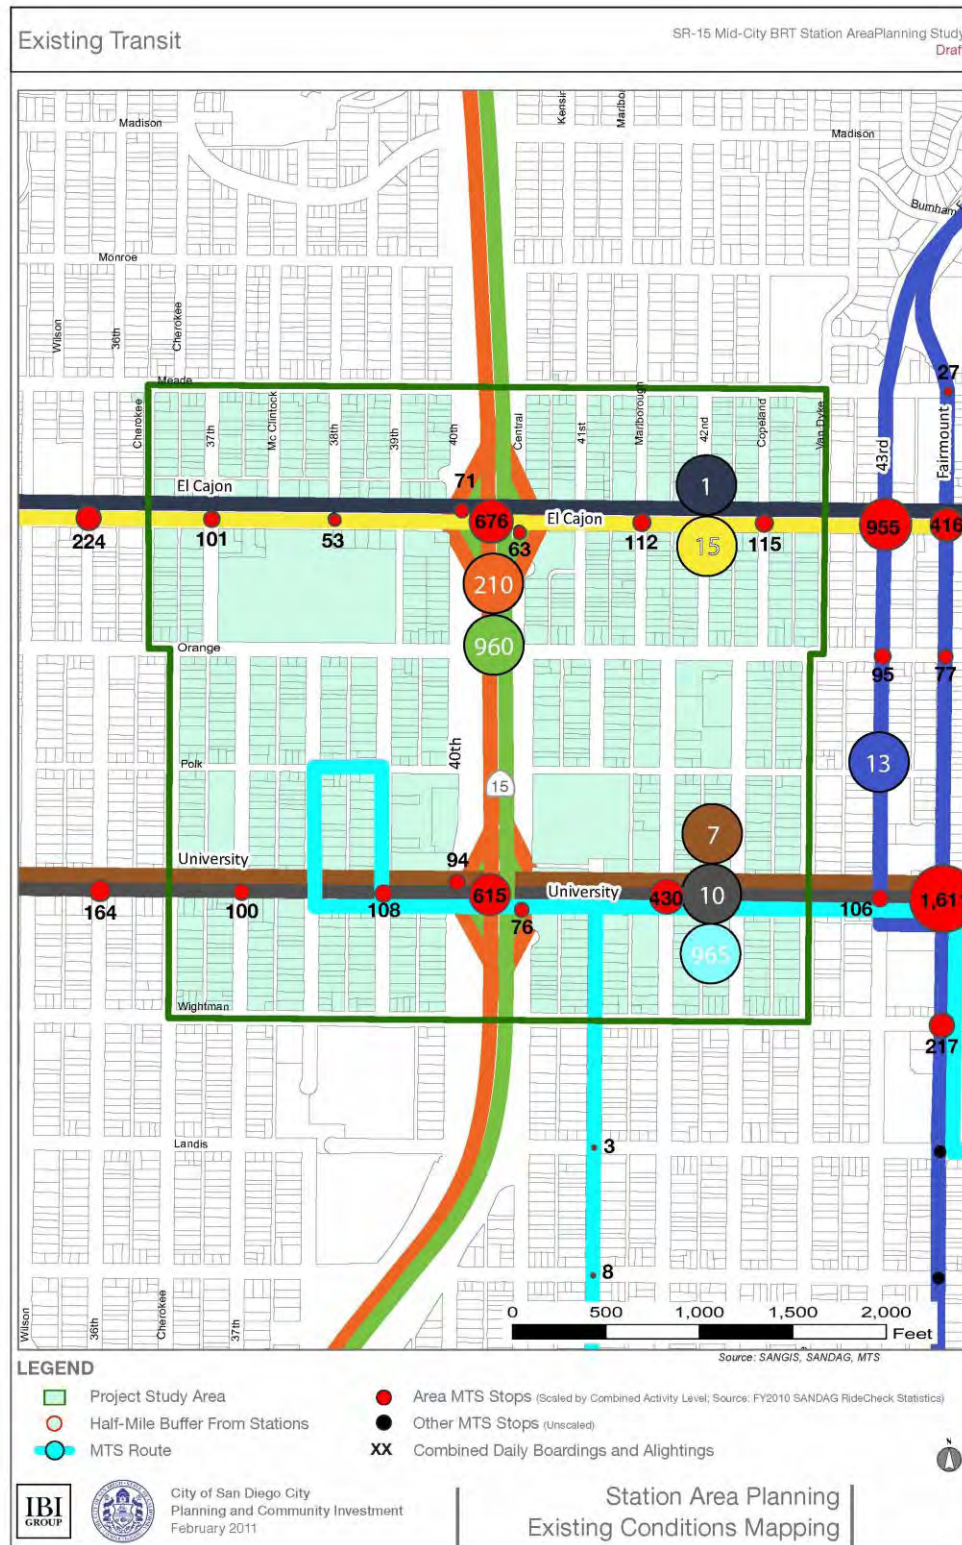 Existing Transit
SR-15 Mid-City BRT Station AreaPlanning Study
Draf
Madison
Kensin
Marlbo
Madison
Burnham
Monroe
Wilson
36th
Cherokee
Meade
27
Cherokee
37th
Mc Clintock
38th
39th
40th
Central
41st
Marlborough
42nd
Copeland
Van Dyke
43rd
Fairmount
El Cajon
71
1
676
El Cajon
955
416
224
101
53
63
112
15
115
210
960
Orange
95
77
Polk
40th
15
13
7
University
94
615
University
430
10
1,611
164
100
108
76
106
965
Wightman
217
Landis
3
8
Wilson
36th
Cherokee
37th
0 500 1,000 1,500 2,000
Feet
Source: SANGIS, SANDAG, MTS
LEGEND
Project Study Area
Half-Mile Buffer From Stations
MTS Route
Area MTS Stops (Scaled by Combined Activity Level; Source: FY2010 SANDAG RideCheck Statistics)
Other MTS Stops (Unscaled)
XX Combined Daily Boardings and Alightings
N
IBI
GROUP
City of San Diego City
Planning and Community Investment
February 2011
Station Area Planning
Existing Conditions Mapping